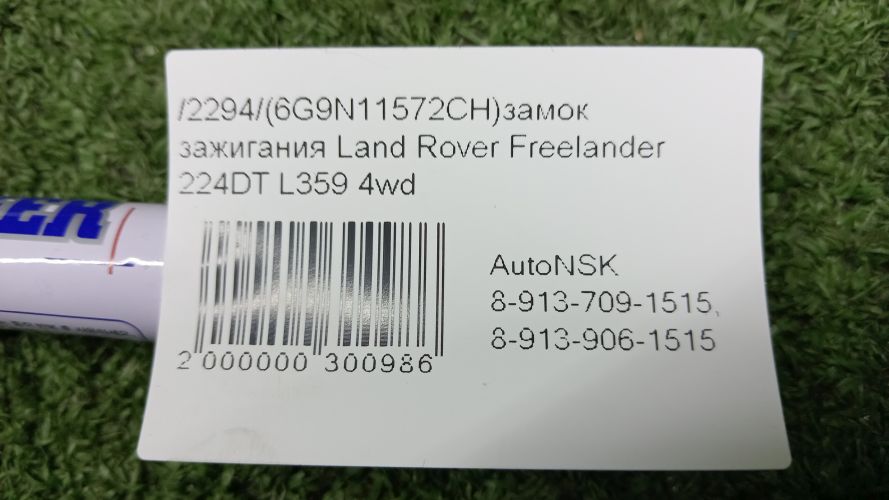 /2294/(6G9N11572CH)замок
зажигания Land Rover Freelander
224DT L359 4wd
AutoNSK
8-913-709-1515,
8-913-906-1515
2 000000 300986